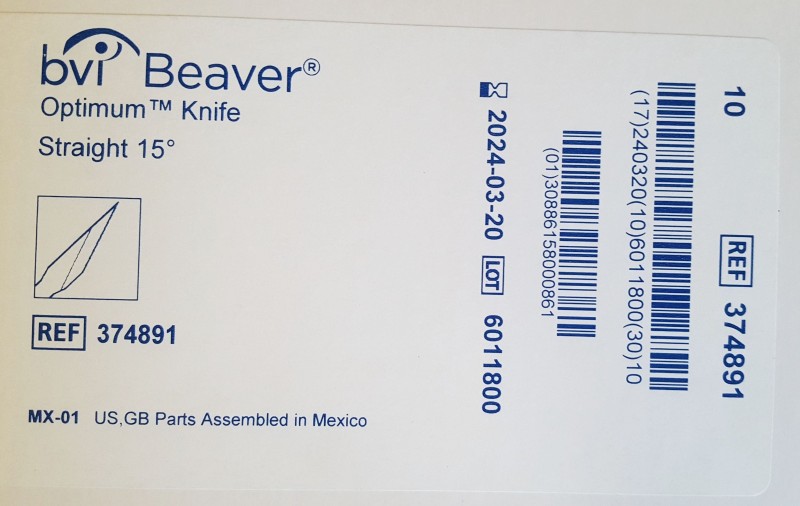 bvi Beaver®
Optimum™ Knife
Straight 15°
REF 374891
MX-01 US,GB Parts Assembled in Mexico
2024-03-20 LOT 6011800
(01)30886158000861
(17)240320(10)6011800(30)10
10 REF 374891